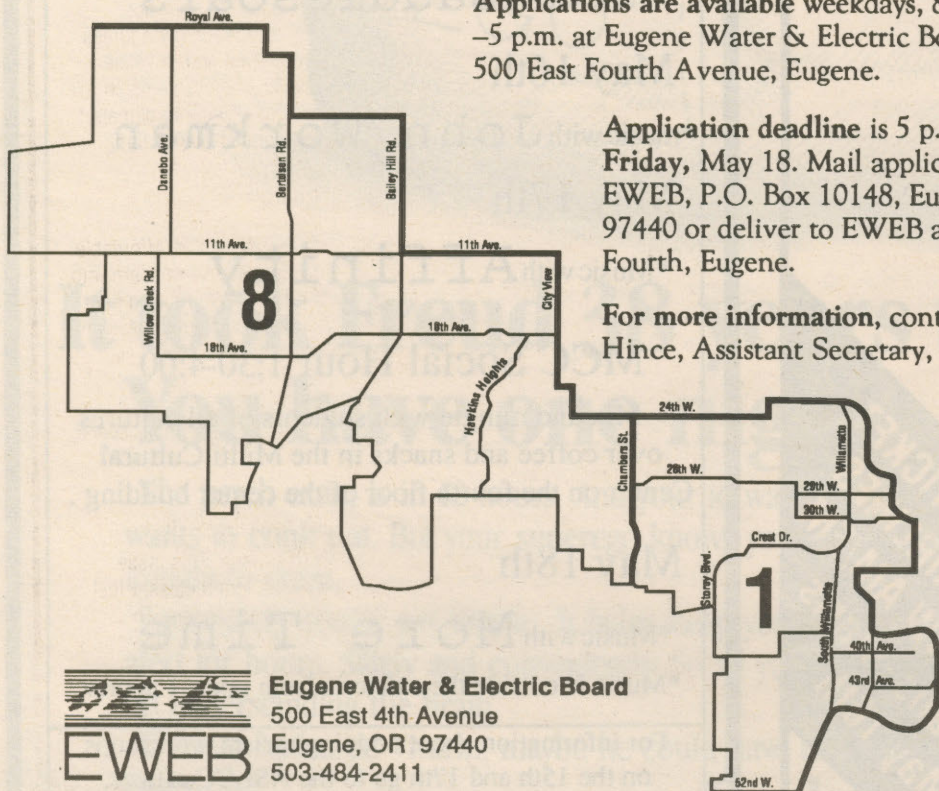 Applications are available weekdays, 8
–5 p.m. at Eugene Water & Electric Bo
500 East Fourth Avenue, Eugene.
Application deadline is 5 p.
Friday, May 18. Mail applic
EWEB, P.O. Box 10148, Eu
97440 or deliver to EWEB a
Fourth, Eugene.
For more information, cont
Hince, Assistant Secretary,
Royal Ave.
Danebo Ave.
Bertelsen Rd.
Bailey Hill Rd.
11th Ave.
11th Ave.
Willow Creek Rd.
8
City View
18th Ave.
18th Ave.
Hawkins Heights
24th W.
Chambers St.
Willamette
28th W.
29th W.
30th W.
Crest Dr.
Storey Blvd.
1
South Willamette
40th Ave.
43rd Ave.
52nd W.
EWEB
Eugene Water & Electric Board
500 East 4th Avenue
Eugene, OR 97440
503-484-2411